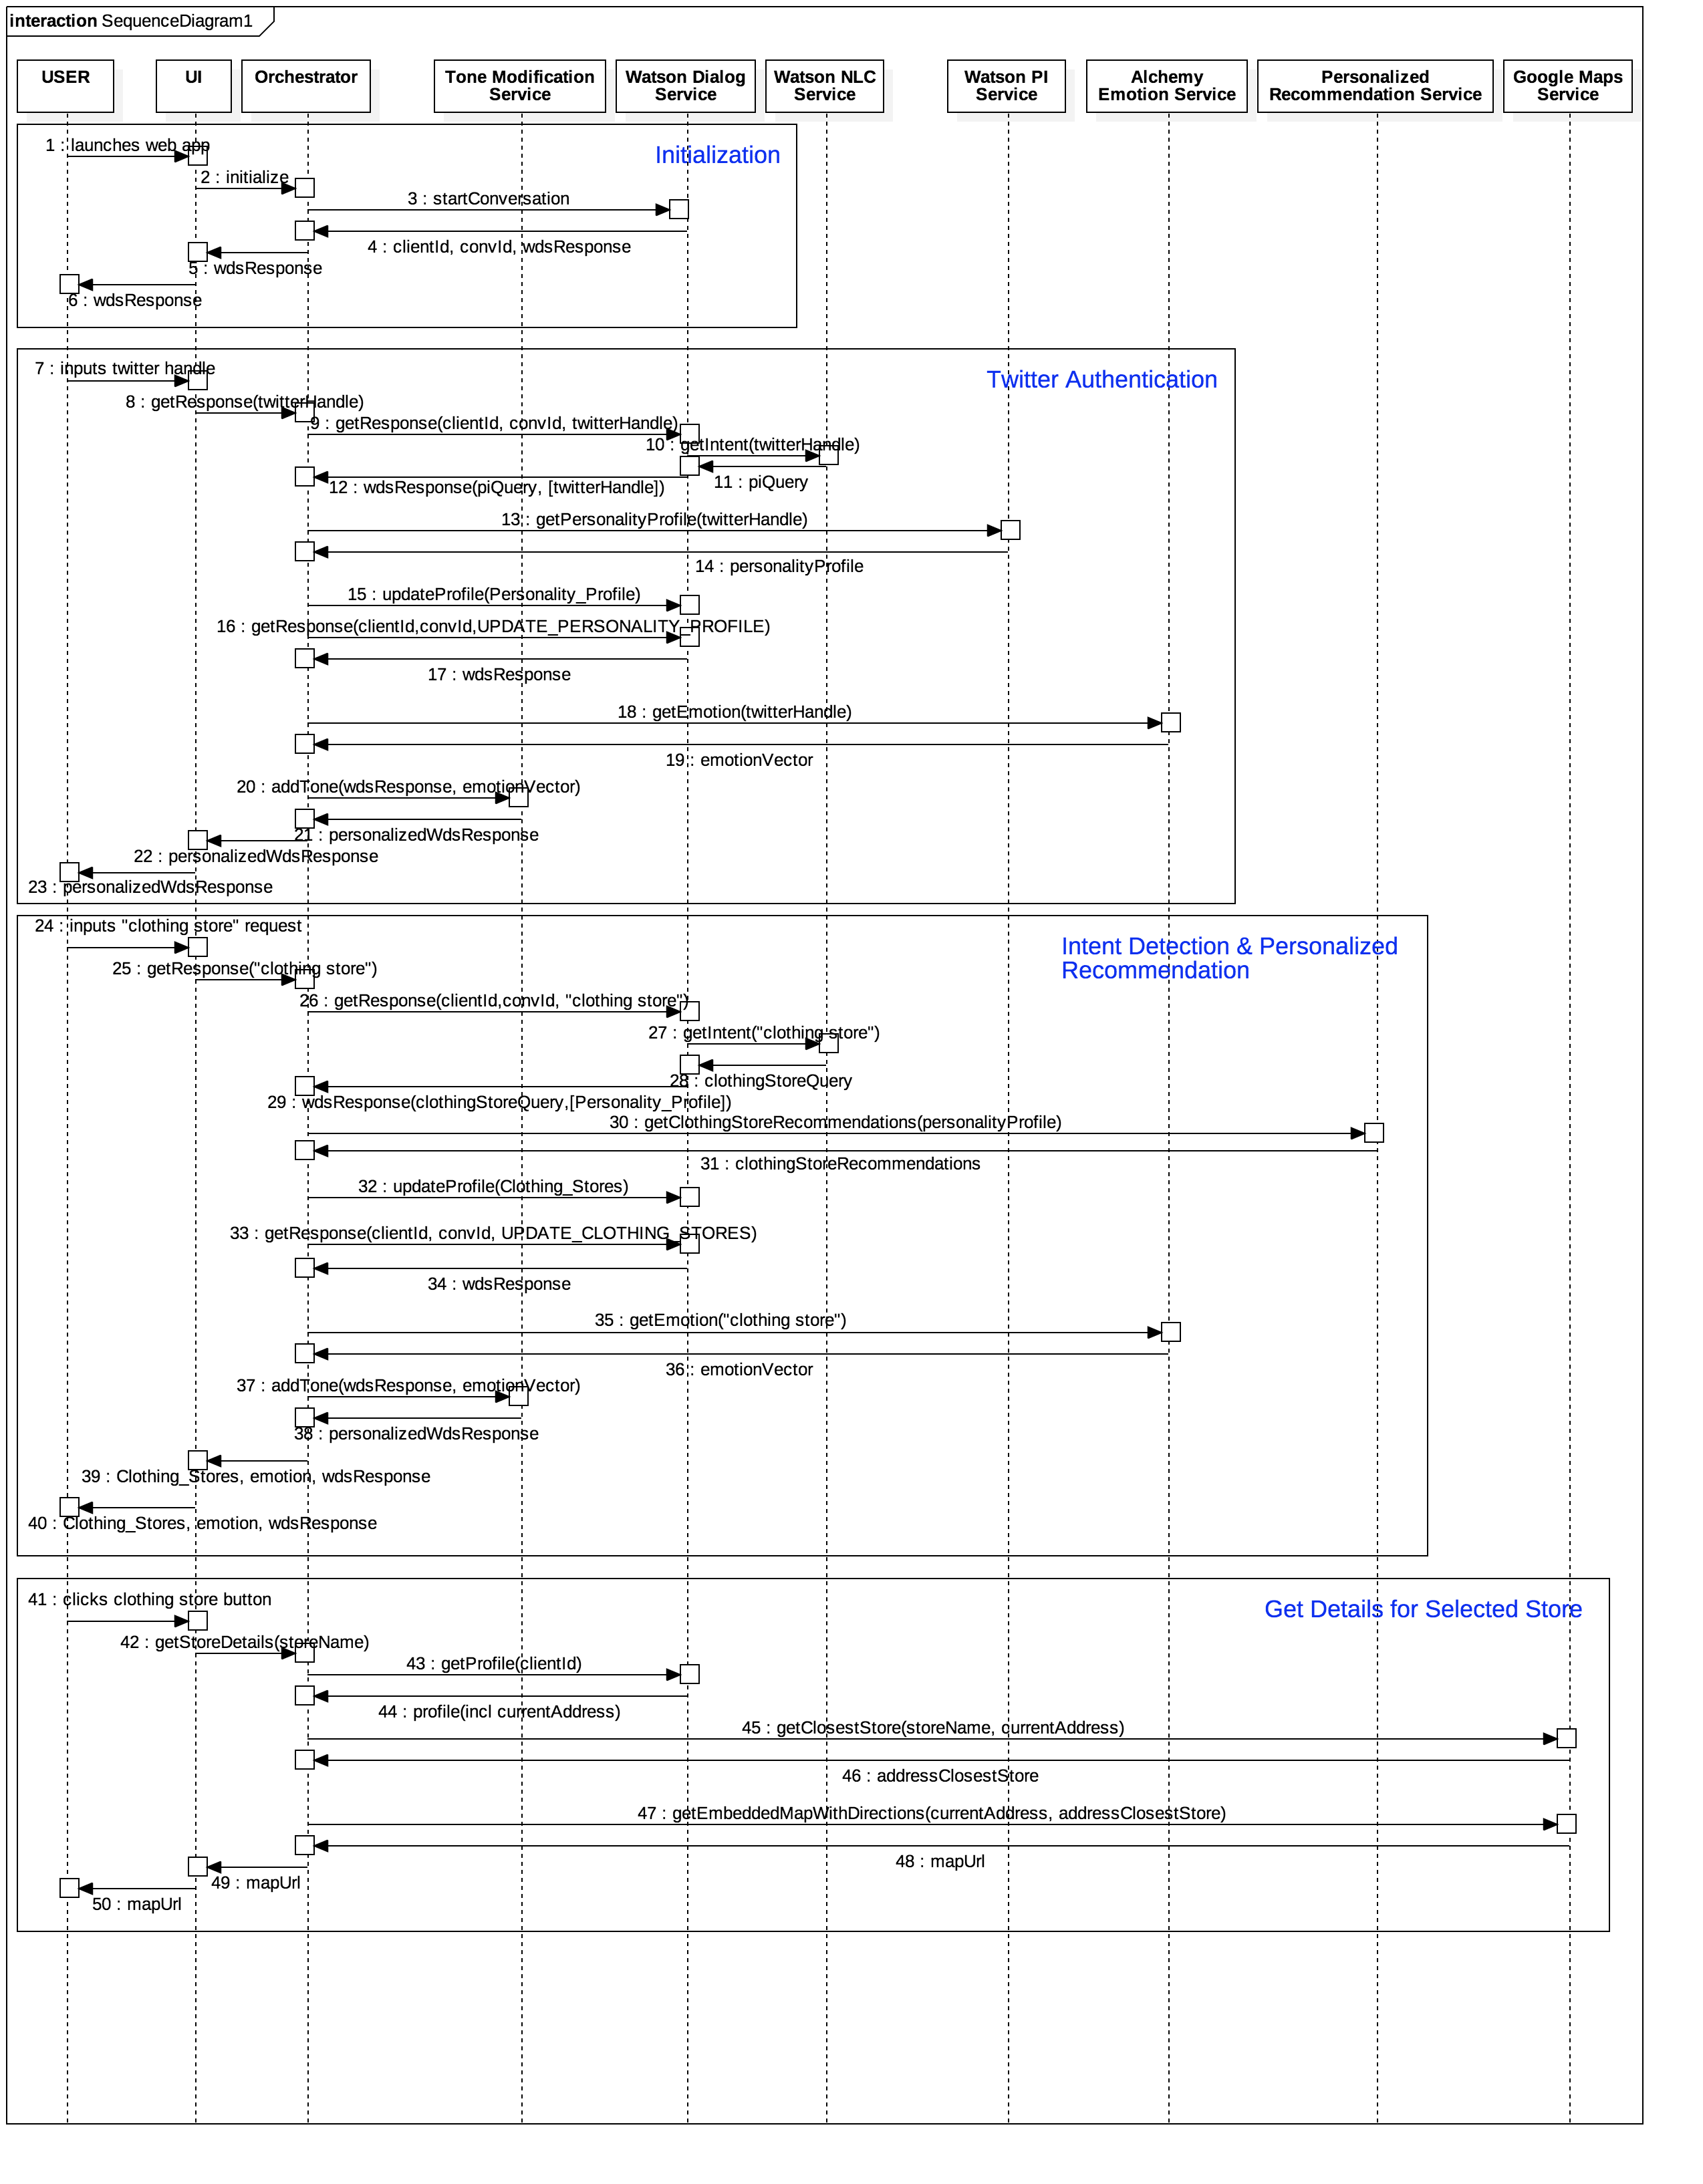 interaction SequenceDiagram1
USER
UI
Orchestrator
Tone Modification
Service
Watson Dialog
Service
Watson NLC
Service
Watson PI
Service
Alchemy
Emotion Service
Personalized
Recommendation Service
Google Maps
Service
Initialization
1 : launches web app
2 : initialize
3 : startConversation
4 : clientId, convId, wdsResponse
5 : wdsResponse
6 : wdsResponse
Twitter Authentication
7 : inputs twitter handle
8 : getResponse(twitterHandle)
9 : getResponse(clientId, convId, twitterHandle)
10 : getIntent(twitterHandle)
11 : piQuery
12 : wdsResponse(piQuery, [twitterHandle])
13 : getPersonalityProfile(twitterHandle)
14 : personalityProfile
15 : updateProfile(Personality_Profile)
16 : getResponse(clientId,convId,UPDATE_PERSONALITY_PROFILE)
17 : wdsResponse
18 : getEmotion(twitterHandle)
19 : emotionVector
20 : addTone(wdsResponse, emotionVector)
21 : personalizedWdsResponse
22 : personalizedWdsResponse
23 : personalizedWdsResponse
24 : inputs "clothing store" request
Intent Detection & Personalized
Recommendation
25 : getResponse("clothing store")
26 : getResponse(clientId,convId, "clothing store")
27 : getIntent("clothing store")
28 : clothingStoreQuery
29 : wdsResponse(clothingStoreQuery,[Personality_Profile])
30 : getClothingStoreRecommendations(personalityProfile)
31 : clothingStoreRecommendations
32 : updateProfile(Clothing_Stores)
33 : getResponse(clientId, convId, UPDATE_CLOTHING_STORES)
34 : wdsResponse
35 : getEmotion("clothing store")
36 : emotionVector
37 : addTone(wdsResponse, emotionVector)
38 : personalizedWdsResponse
39 : Clothing_Stores, emotion, wdsResponse
40 : Clothing_Stores, emotion, wdsResponse
41 : clicks clothing store button
Get Details for Selected Store
42 : getStoreDetails(storeName)
43 : getProfile(clientId)
44 : profile(incl currentAddress)
45 : getClosestStore(storeName, currentAddress)
46 : addressClosestStore
47 : getEmbeddedMapWithDirections(currentAddress, addressClosestStore)
48 : mapUrl
49 : mapUrl
50 : mapUrl